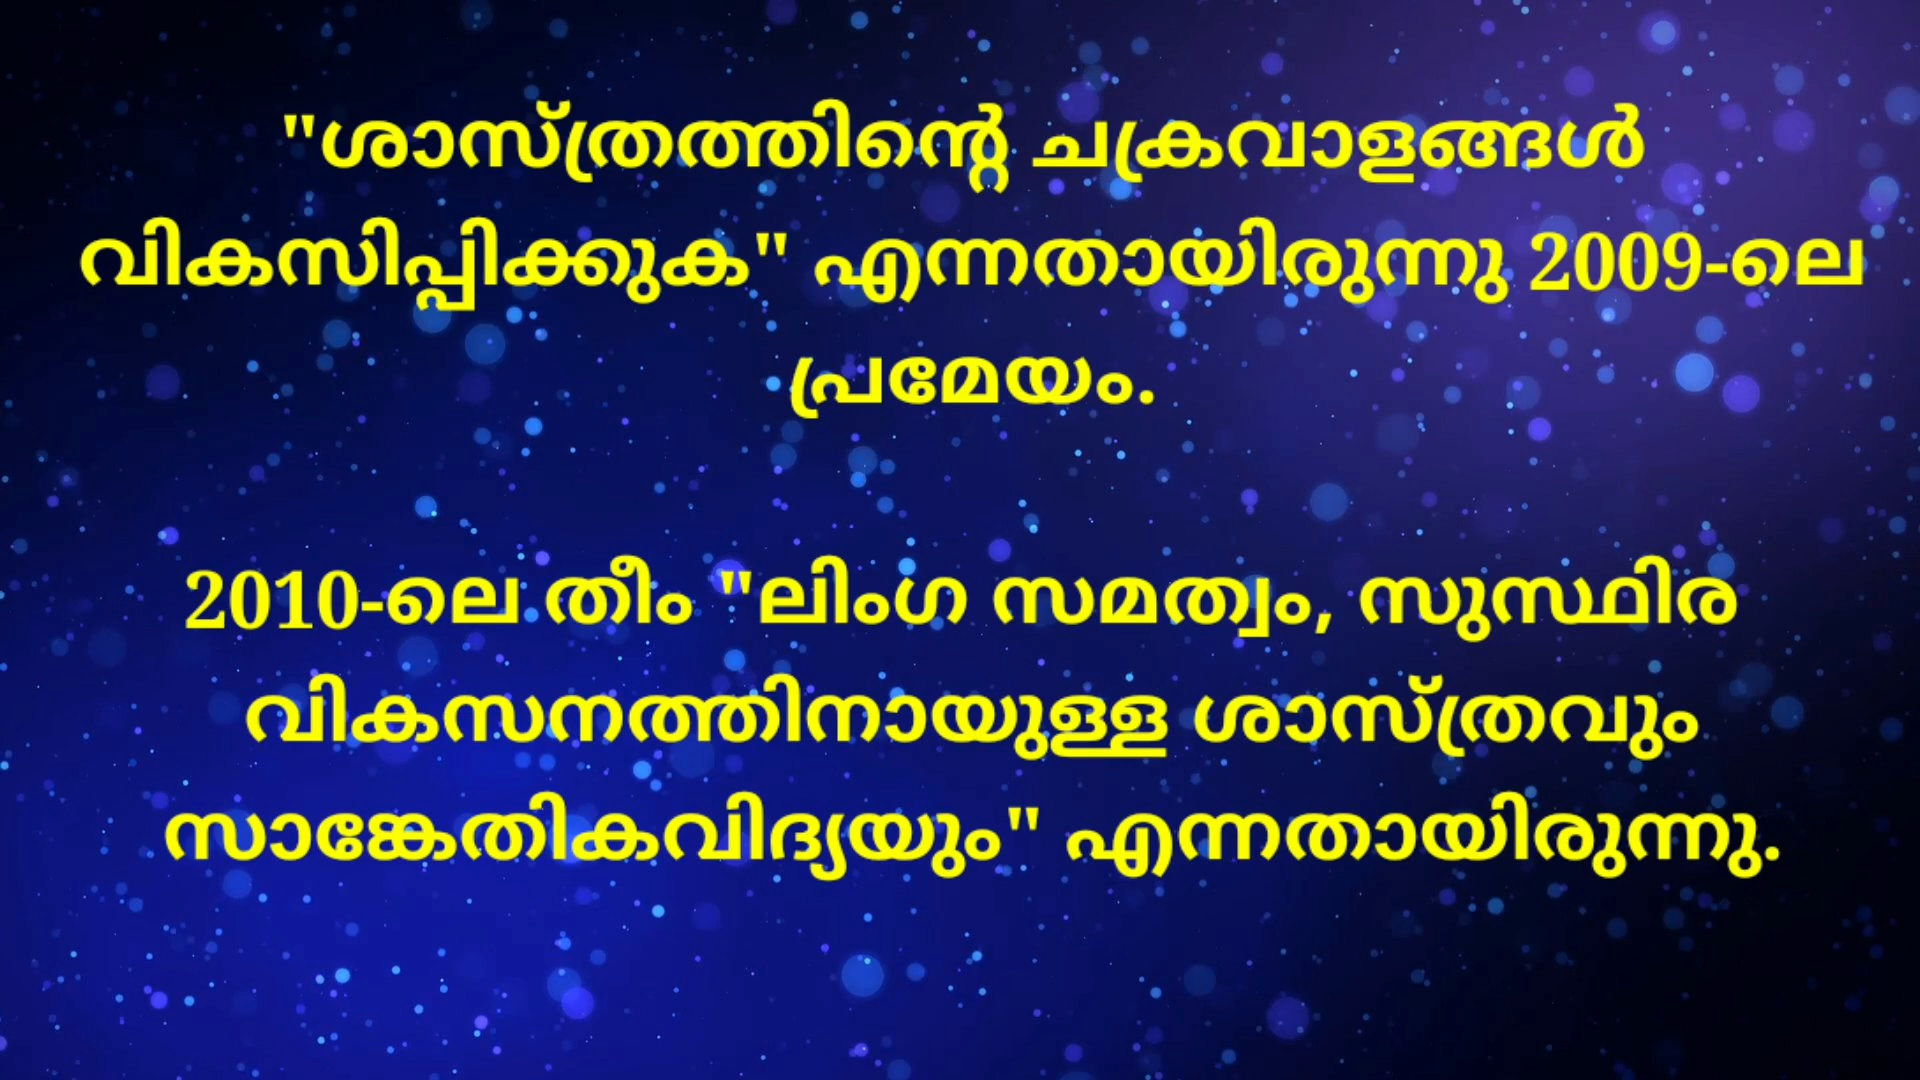 "ശാസ്ത്രത്തിന്റെ ചക്രവാളങ്ങൾ
വികസിപ്പിക്കുക" എന്നതായിരുന്നു 2009-ലെ
പ്രമേയം.
2010-ലെ തീം "ലിംഗ സമത്വം, സുസ്ഥിര
വികസനത്തിനായുള്ള ശാസ്ത്രവും
സാങ്കേതികവിദ്യയും" എന്നതായിരുന്നു.